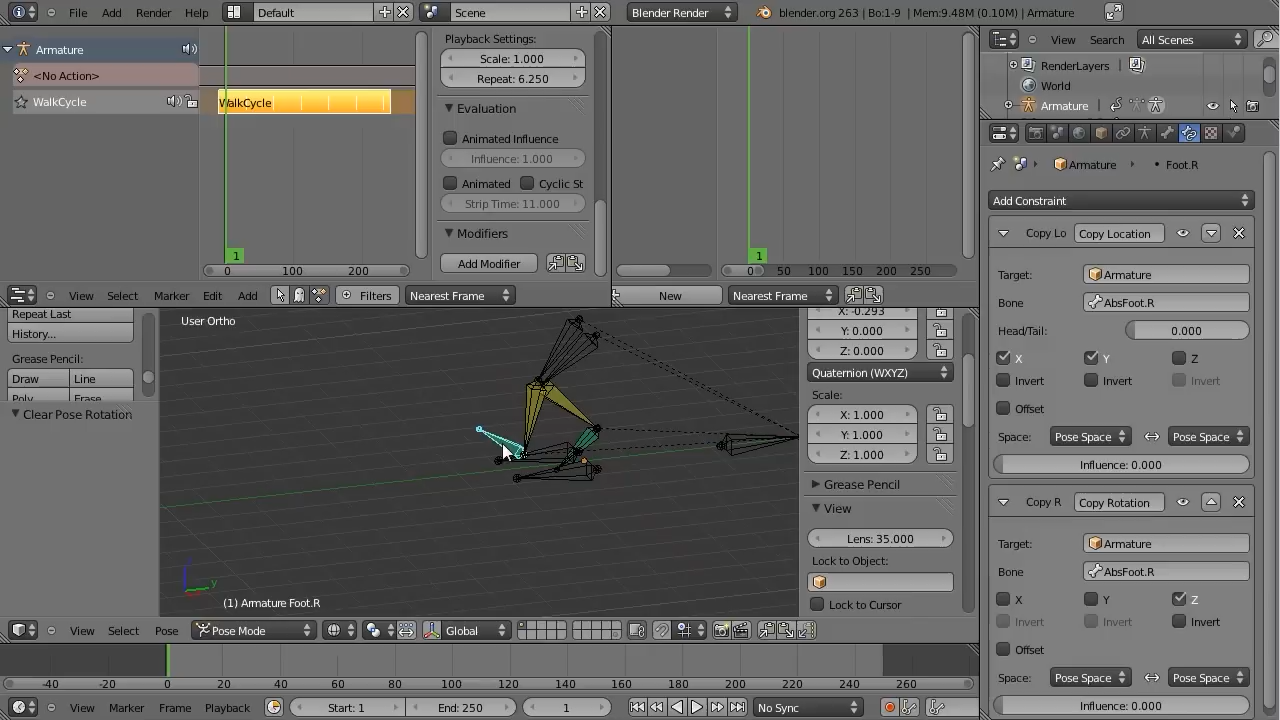 File Add Render Help Default Scene Blender Render blender.org 263 | Bo:1-9 | Mem:9.48M (0.10M) | Armature
Armature
<No Action>
WalkCycle
WalkCycle
1
0 100 200
Playback Settings:
Scale: 1.000
Repeat: 6.250
Evaluation
Animated Influence
Influence: 1.000
Animated Cyclic St
Strip Time: 11.000
Modifiers
Add Modifier
1
0 50 100 150 200 250
View Select Marker Edit Add Filters Nearest Frame
New Nearest Frame
View Search All Scenes
RenderLayers
World
Armature
Armature Foot.R
Add Constraint
Copy Lo Copy Location
Target: Armature
Bone AbsFoot.R
Head/Tail: 0.000
X Y Z
Invert Invert Invert
Offset
Space: Pose Space Pose Space
Influence: 0.000
Copy R Copy Rotation
Target: Armature
Bone AbsFoot.R
X Y Z
Invert Invert Invert
Offset
Space: Pose Space Pose Space
Influence: 0.000
Repeat Last
History...
Grease Pencil:
Draw Line
Poly Erase
Clear Pose Rotation
User Ortho
y
(1) Armature Foot.R
X: -0.293
Y: 0.000
Z: 0.000
Quaternion (WXYZ)
Scale:
X: 1.000
Y: 1.000
Z: 1.000
Grease Pencil
View
Lens: 35.000
Lock to Object:
Lock to Cursor
View Select Pose Pose Mode Global
-40 -20 0 20 40 60 80 100 120 140 160 180 200 220 240 260
View Marker Frame Playback Start: 1 End: 250 1 No Sync